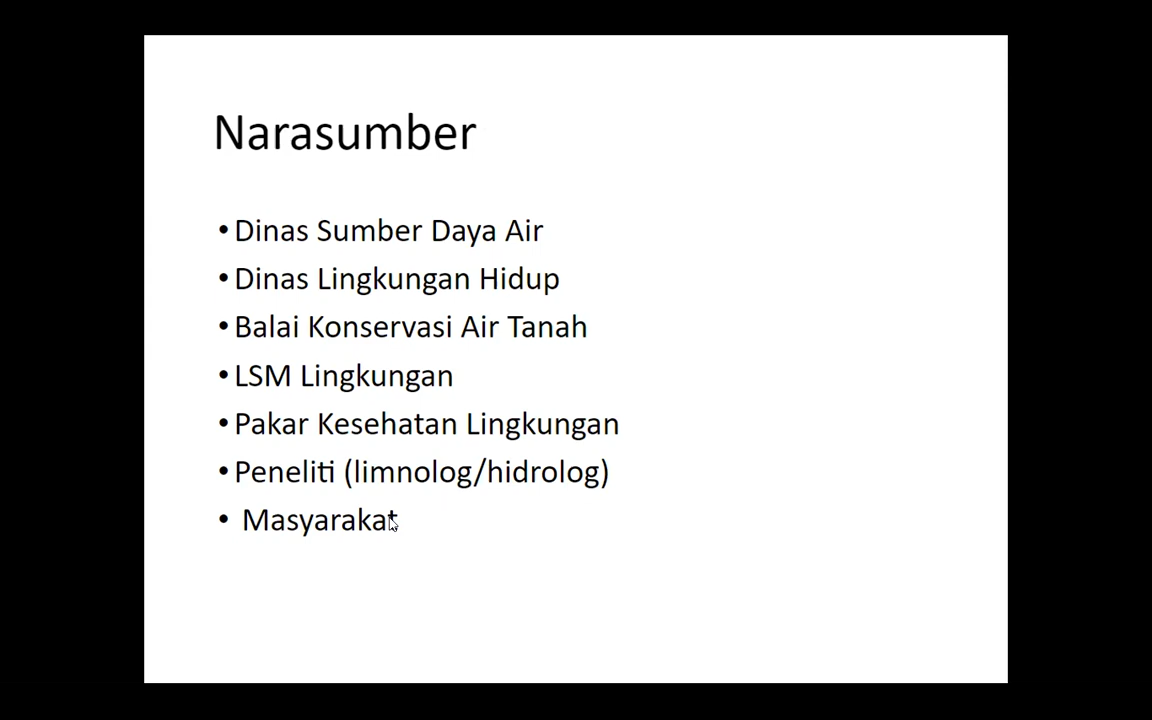 Narasumber
•Dinas Sumber Daya Air
•Dinas Lingkungan Hidup
•Balai Konservasi Air Tanah
•LSM Lingkungan
•Pakar Kesehatan Lingkungan
•Peneliti (limnolog/hidrolog)
• Masyarakat